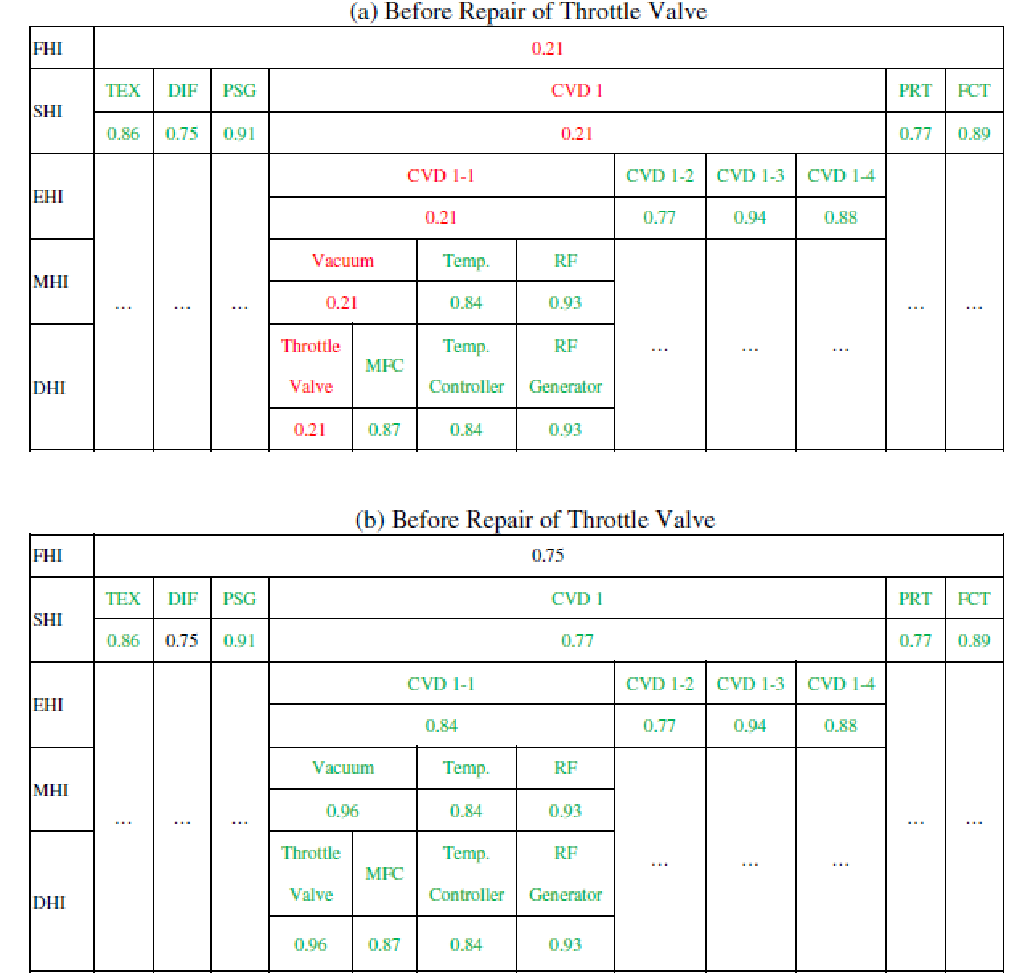 (a) Before Repair of Throttle Valve
FHI 0.21
SHI TEX DIF PSG CVD 1 PRT FCT
0.86 0.75 0.91 0.21 0.77 0.89
EHI CVD 1-1 CVD 1-2 CVD 1-3 CVD 1-4
0.21 0.77 0.94 0.88
MHI Vacuum Temp. RF
... ... ... 0.21 0.84 0.93 ... ...
DHI Throttle Valve MFC Temp. Controller RF Generator ... ... ...
0.21 0.87 0.84 0.93
(b) Before Repair of Throttle Valve
FHI 0.75
SHI TEX DIF PSG CVD 1 PRT FCT
0.86 0.75 0.91 0.77 0.77 0.89
EHI CVD 1-1 CVD 1-2 CVD 1-3 CVD 1-4
0.84 0.77 0.94 0.88
MHI Vacuum Temp. RF
... ... ... 0.96 0.84 0.93 ... ...
DHI Throttle Valve MFC Temp. Controller RF Generator ... ... ...
0.96 0.87 0.84 0.93